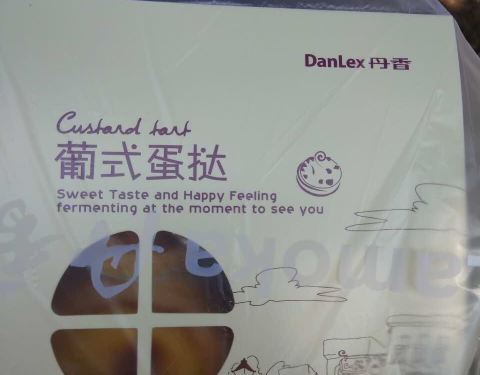 DanLex 丹香
Custard tart
葡式蛋挞
Sweet Taste and Happy Feeling
fermenting at the moment to see you